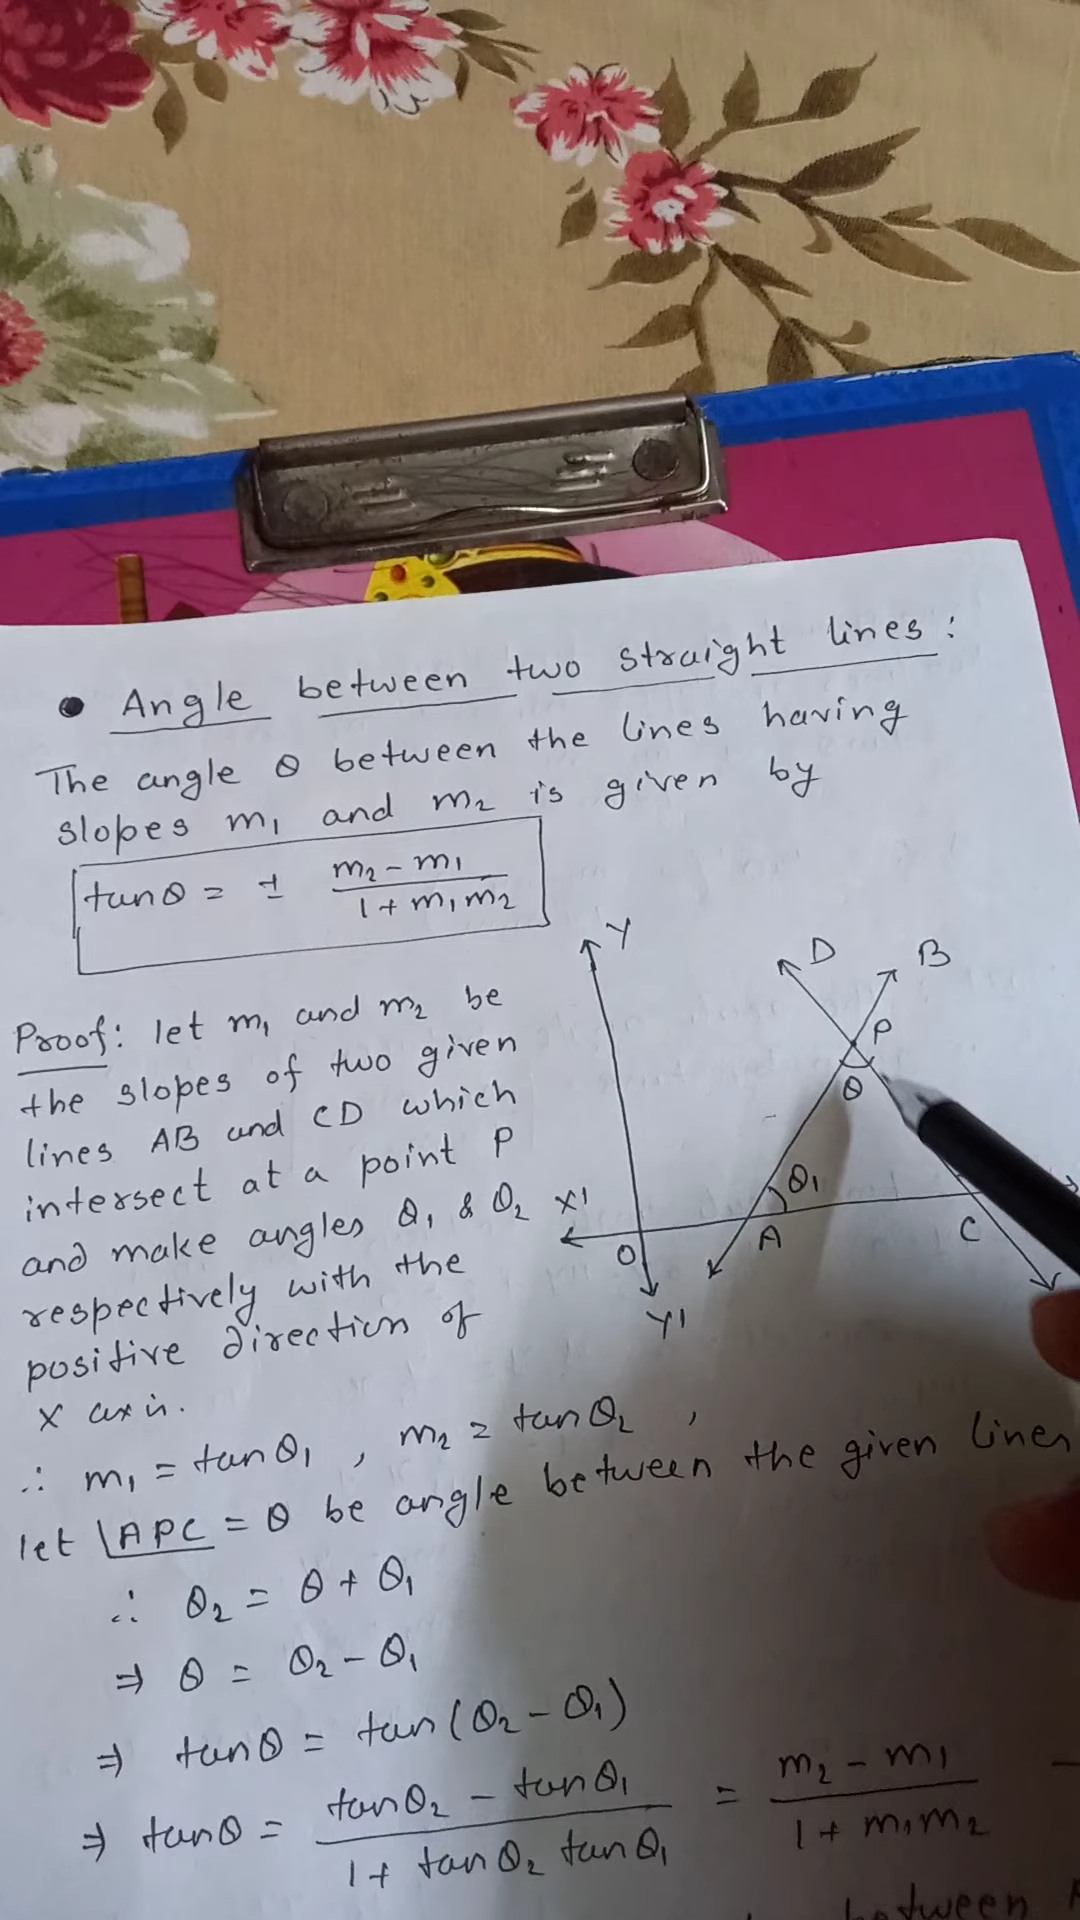 • Angle between two straight lines:
The angle θ between the lines having
slopes m₁ and m₂ is given by
tanθ = ± (m₂ - m₁) / (1 + m₁m₂)
Proof: let m₁ and m₂ be
the slopes of two given
lines AB and CD which
intersect at a point P
and make angles θ₁ & θ₂
respectively with the
positive direction of
X axis.
Y
D
B
P
θ
θ₁
X'
O
A
C
Y'
∴ m₁ = tanθ₁ , m₂ = tanθ₂ ,
let ∠APC = θ be angle between the given lines
∴ θ₂ = θ + θ₁
⇒ θ = θ₂ - θ₁
⇒ tanθ = tan(θ₂ - θ₁)
⇒ tanθ = (tanθ₂ - tanθ₁) / (1 + tanθ₂ tanθ₁) = (m₂ - m₁) / (1 + m₁m₂)
between